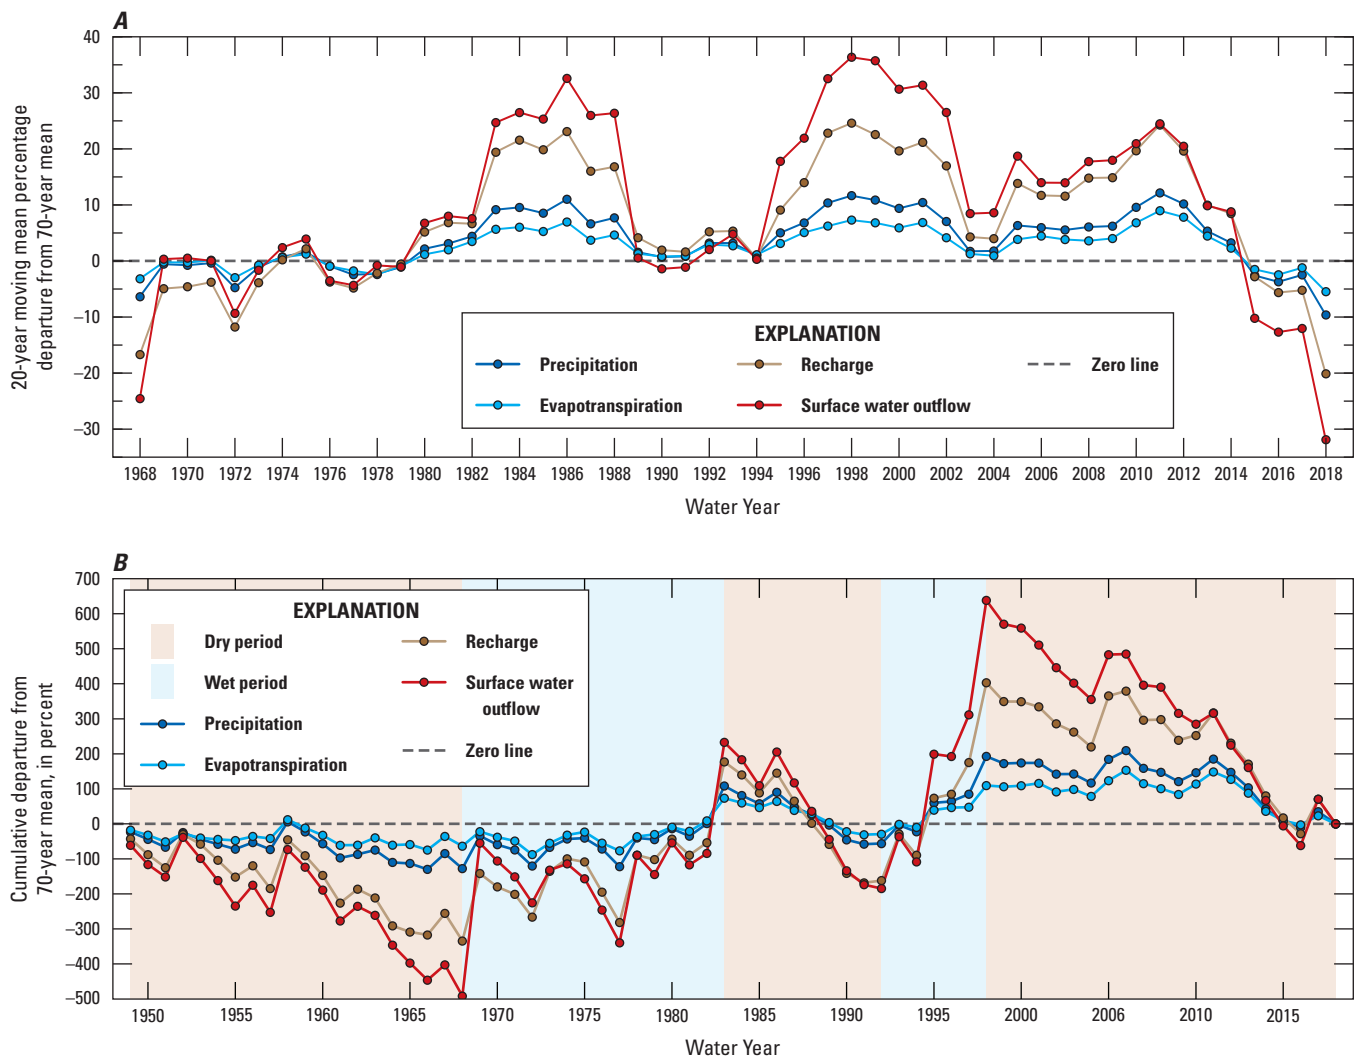 A
20-year moving mean percentage
departure from 70-year mean
40
30
20
10
0
–10
–20
–30
EXPLANATION
Precipitation
Recharge
Zero line
Evapotranspiration
Surface water outflow
1968 1970 1972 1974 1976 1978 1980 1982 1984 1986 1988 1990 1992 1994 1996 1998 2000 2002 2004 2006 2008 2010 2012 2014 2016 2018
Water Year
B
Cumulative departure from
70-year mean, in percent
700
600
500
400
300
200
100
0
–100
–200
–300
–400
–500
EXPLANATION
Dry period
Recharge
Wet period
Surface water
outflow
Precipitation
Zero line
Evapotranspiration
1950 1955 1960 1965 1970 1975 1980 1985 1990 1995 2000 2006 2010 2015
Water Year